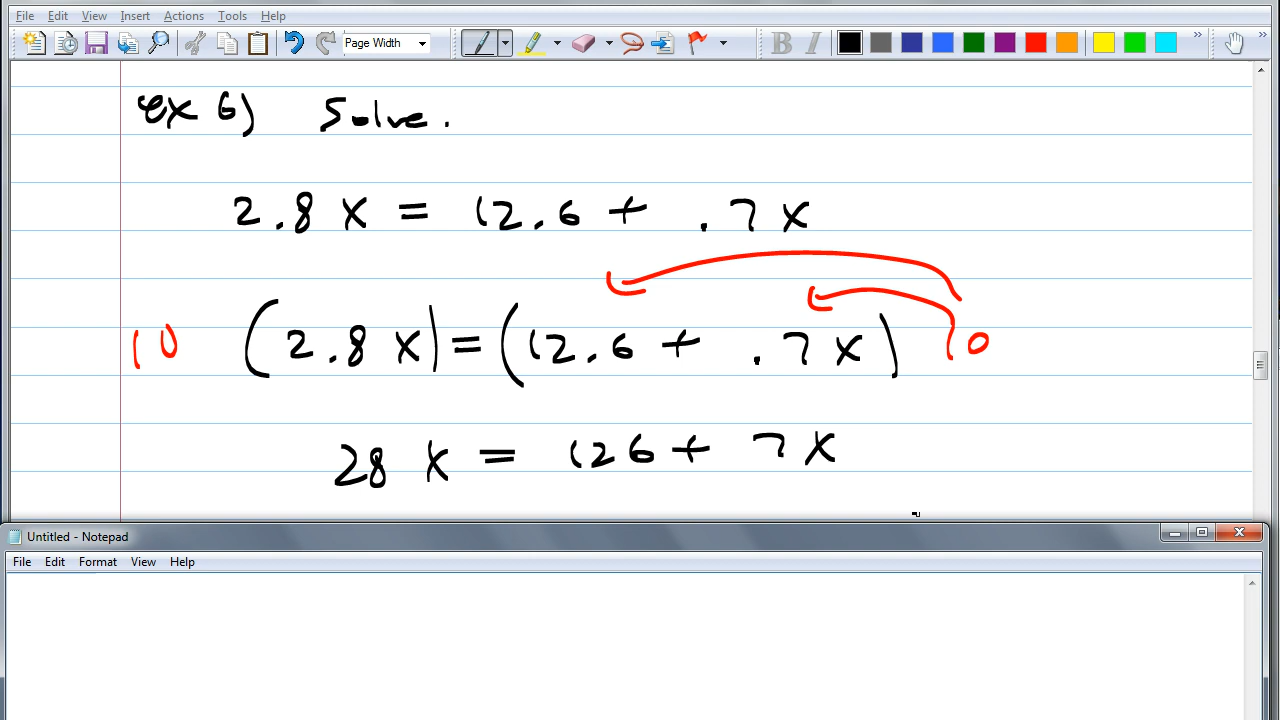 File Edit View Insert Actions Tools Help
Page Width B I
ex 6) Solve.
2.8 x = 12.6 + .7 x
10 (2.8 x) = (12.6 + .7 x) 10
28 x = 126 + 7 x
Untitled - Notepad
File Edit Format View Help